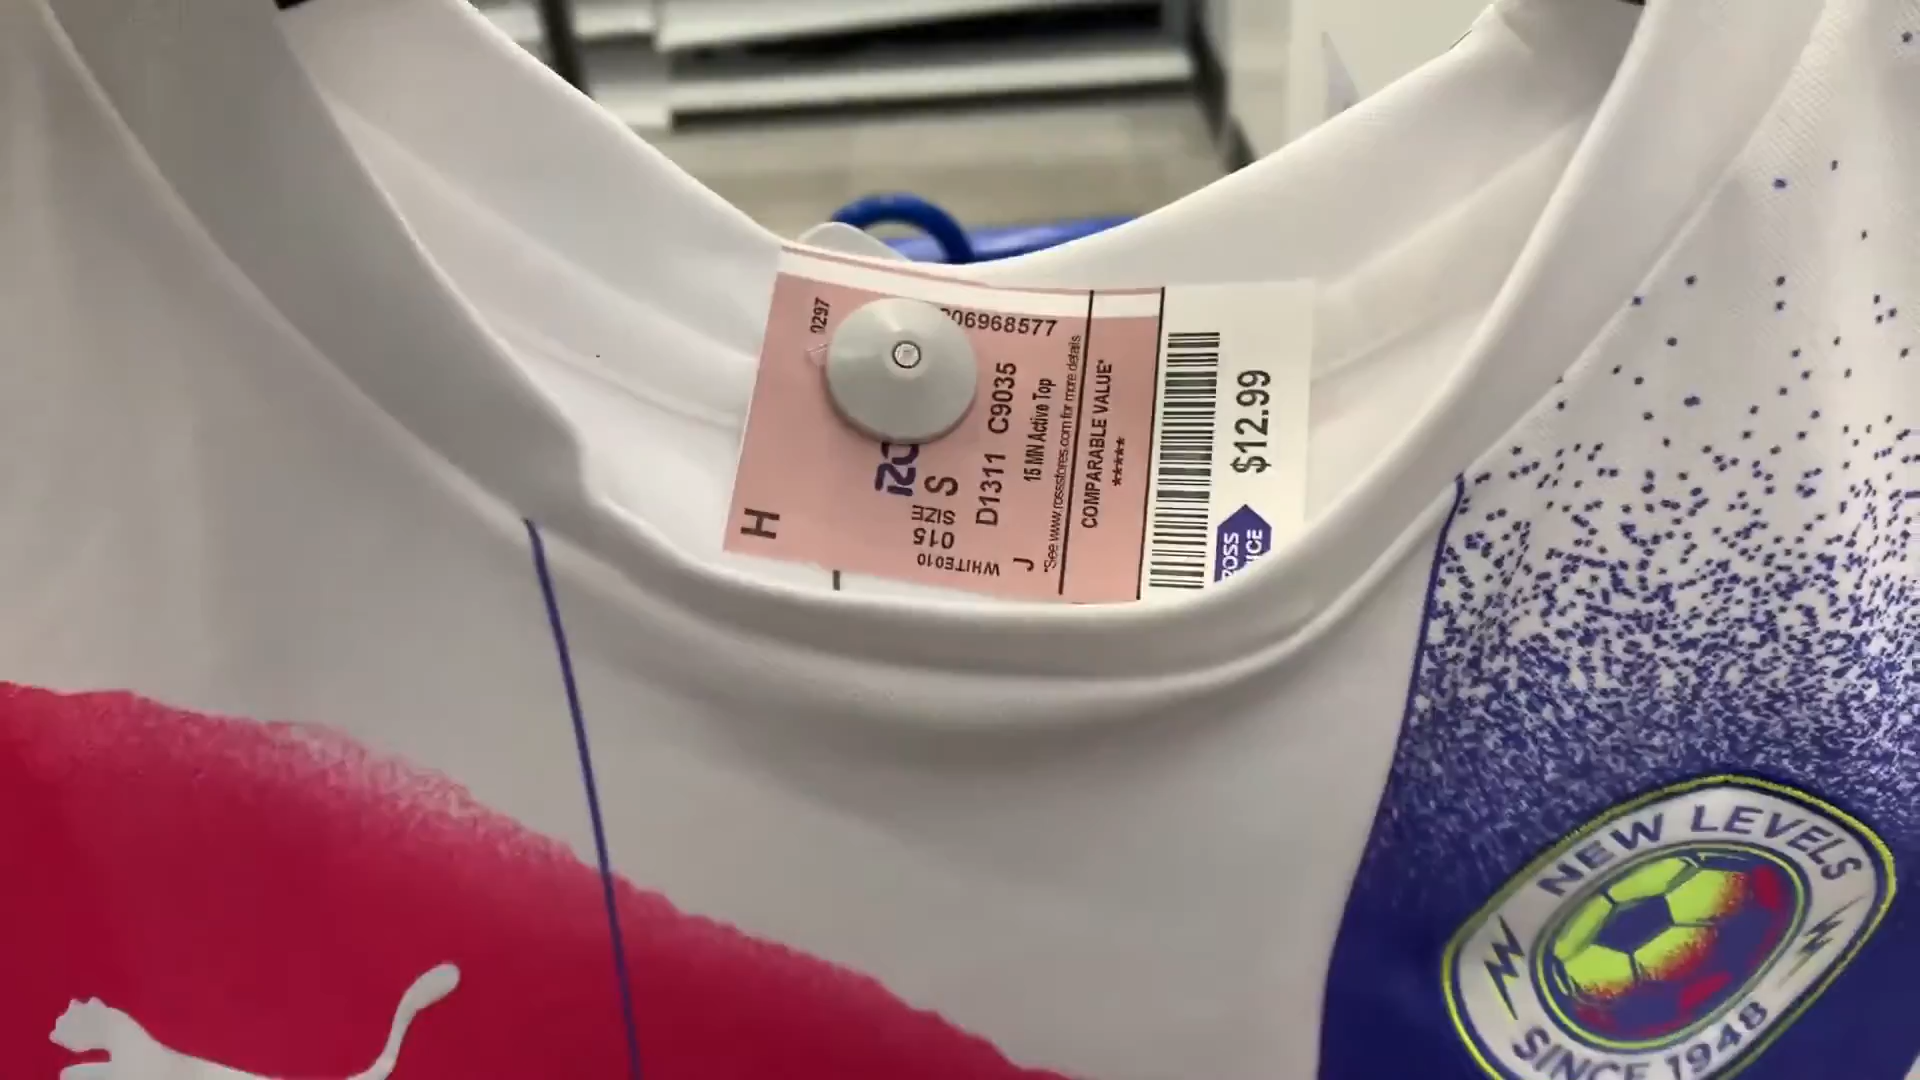 0297
06968577
H
S
SIZE
015
WHITE010
D1311 C9035
15 MN Active Top
J
*See www.rossstores.com for more details
COMPARABLE VALUE*
****
$12.99
NEW LEVELS
SINCE 1948